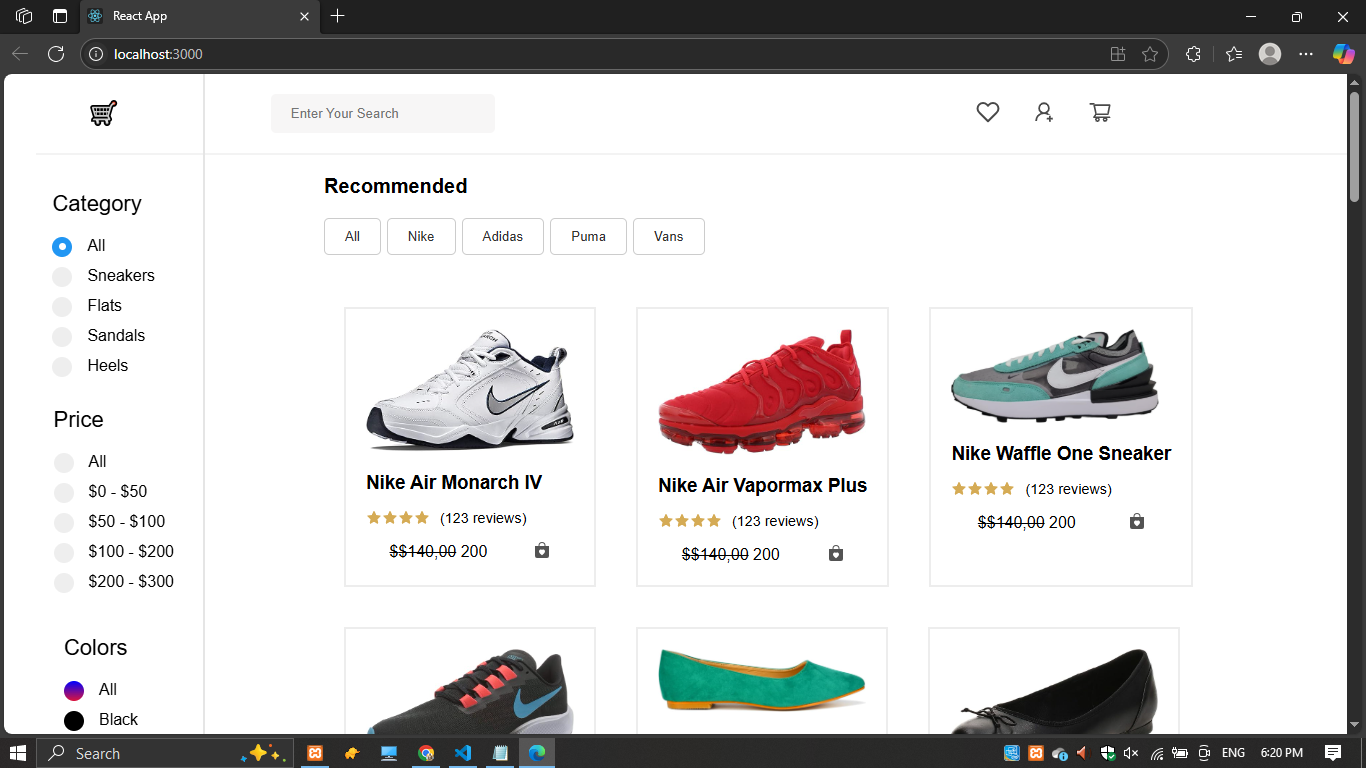 React App
localhost:3000
Enter Your Search
Category
All
Sneakers
Flats
Sandals
Heels
Price
All
$0 - $50
$50 - $100
$100 - $200
$200 - $300
Colors
All
Black
Recommended
All Nike Adidas Puma Vans
Nike Air Monarch IV
(123 reviews)
$$140,00 200
Nike Air Vapormax Plus
(123 reviews)
$$140,00 200
Nike Waffle One Sneaker
(123 reviews)
$$140,00 200
Search
ENG 6:20 PM